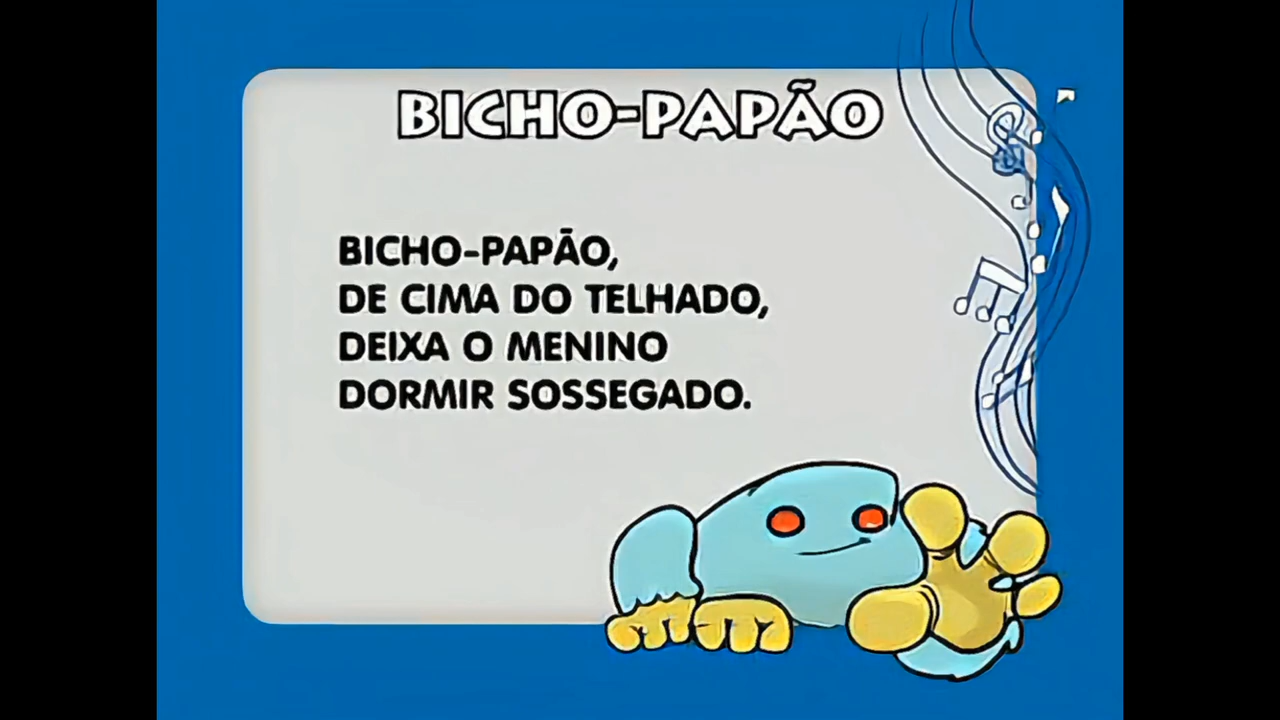 BICHO-PAPÃO
BICHO-PAPÃO,
DE CIMA DO TELHADO,
DEIXA O MENINO
DORMIR SOSSEGADO.